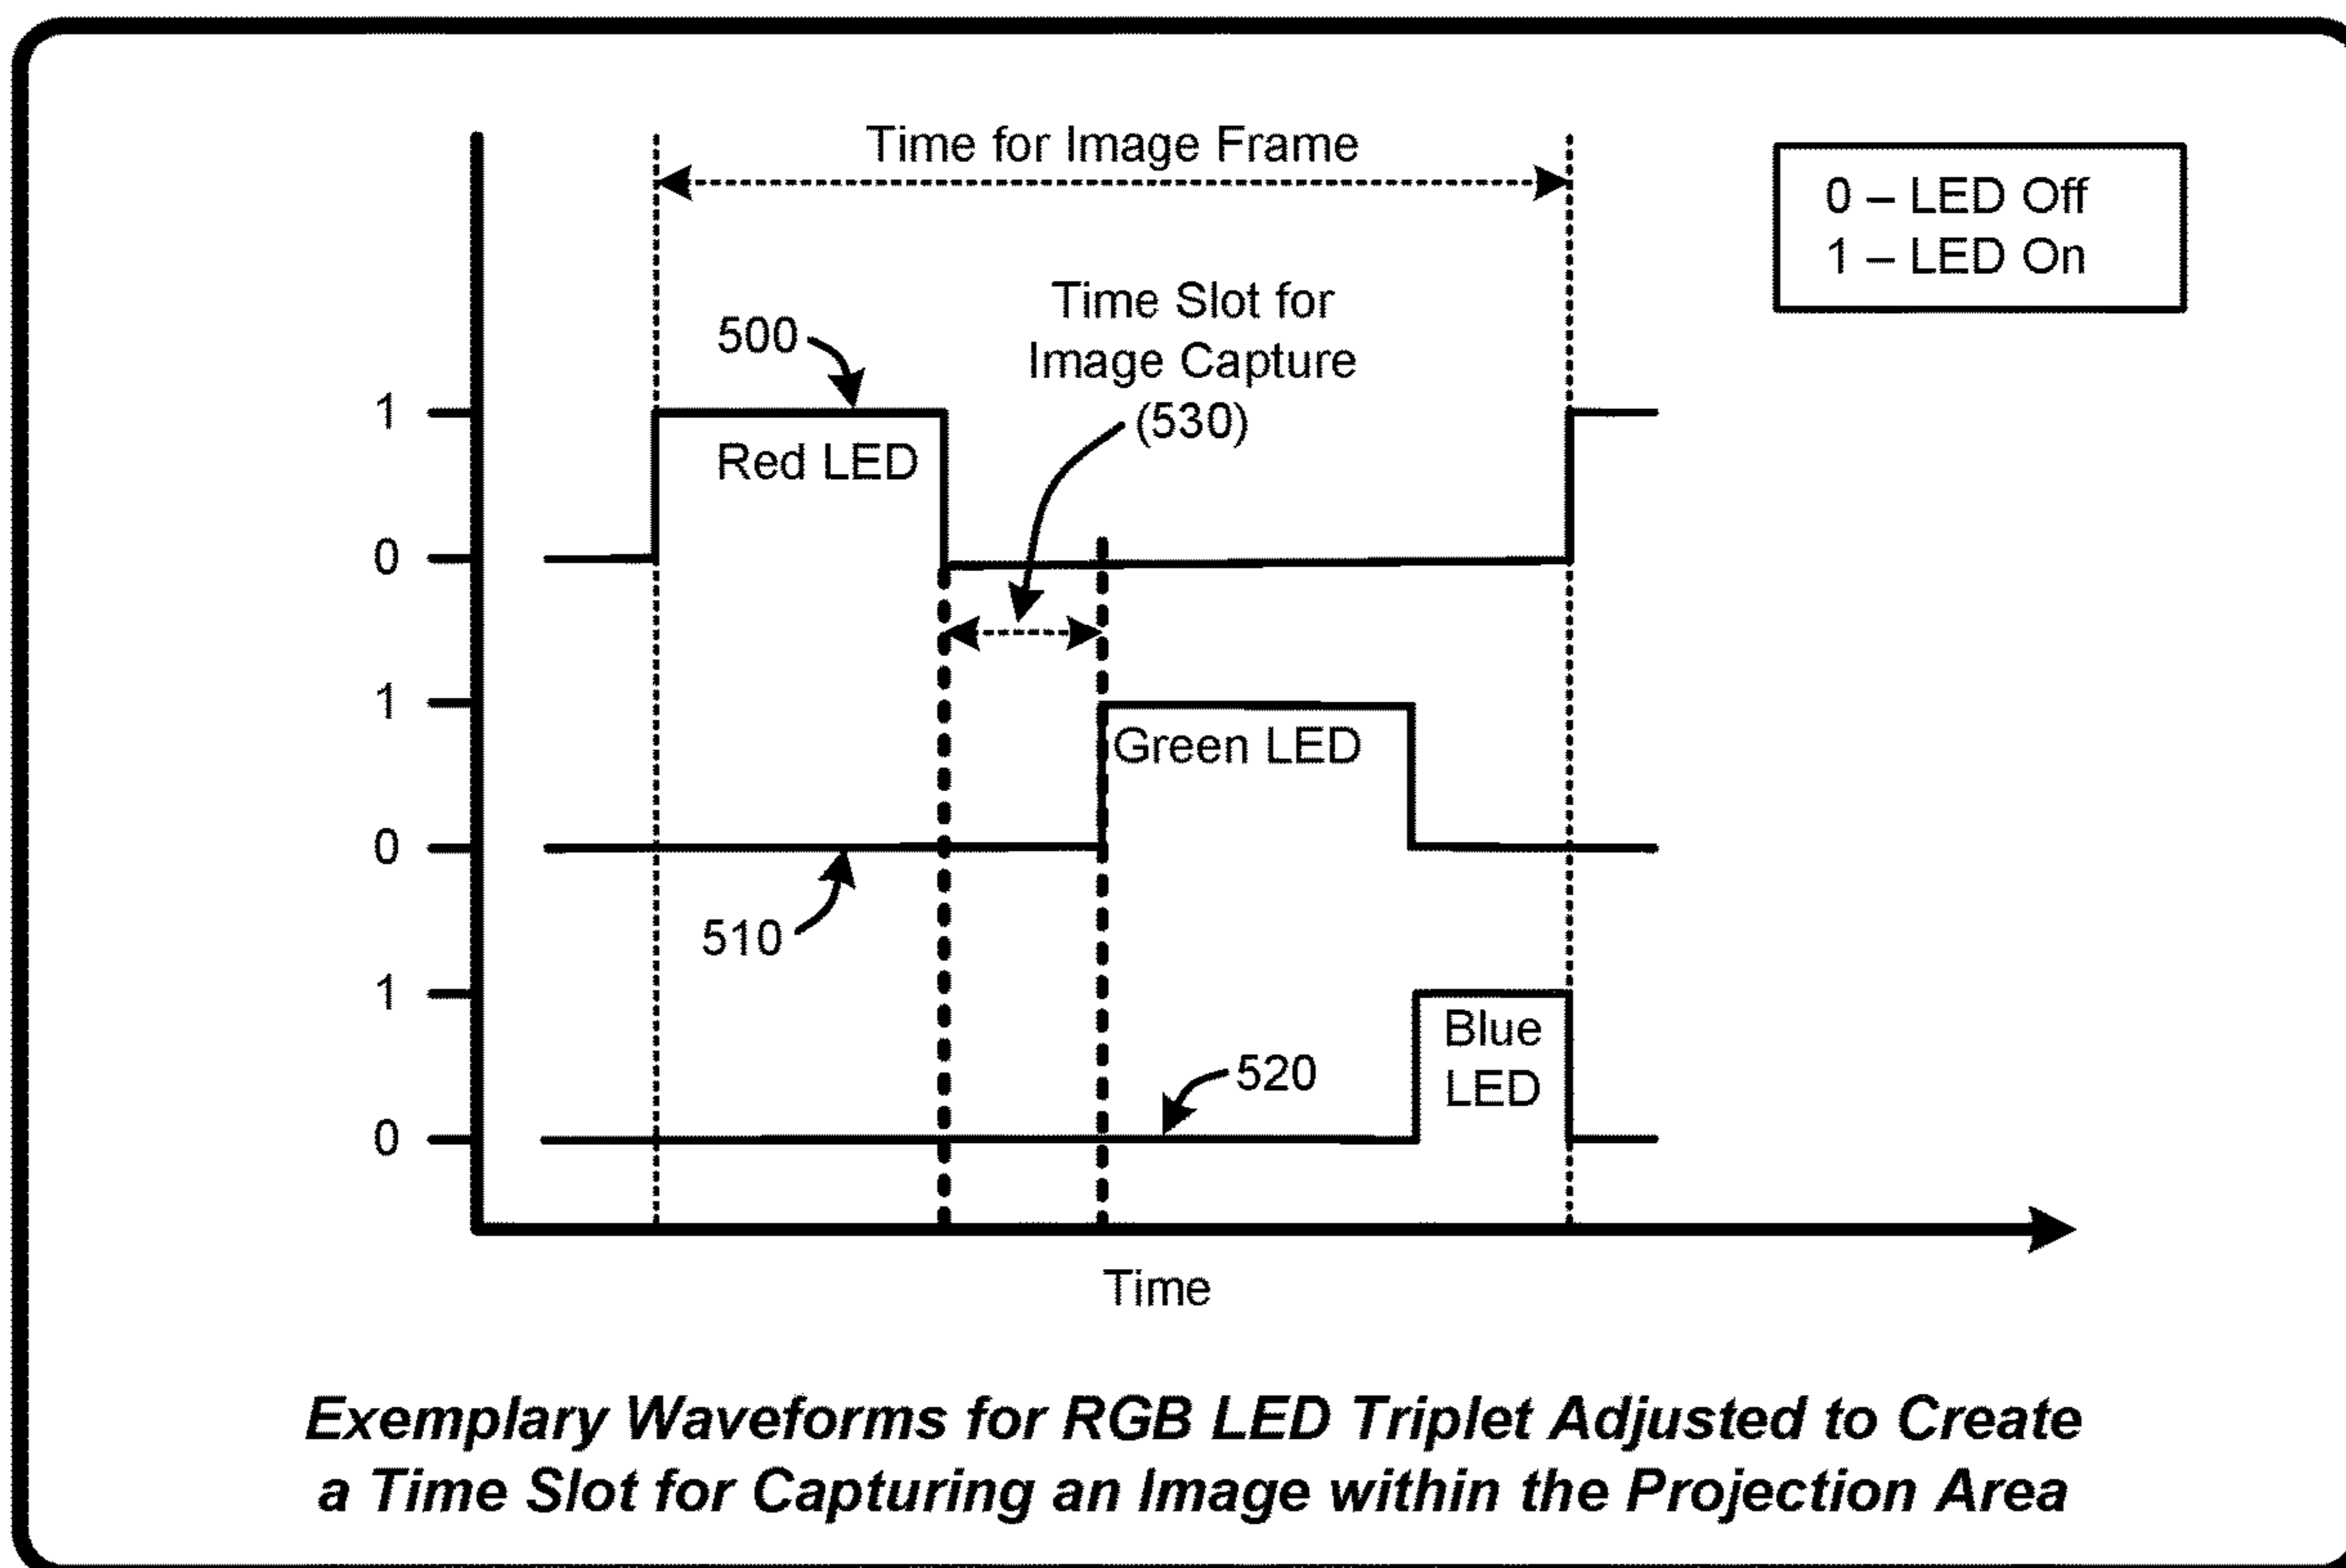 Time for Image Frame
0 – LED Off
1 – LED On
Time Slot for
Image Capture
(530)
500
1
Red LED
0
1
Green LED
0
510
1
Blue
LED
520
0
Time
Exemplary Waveforms for RGB LED Triplet Adjusted to Create
a Time Slot for Capturing an Image within the Projection Area